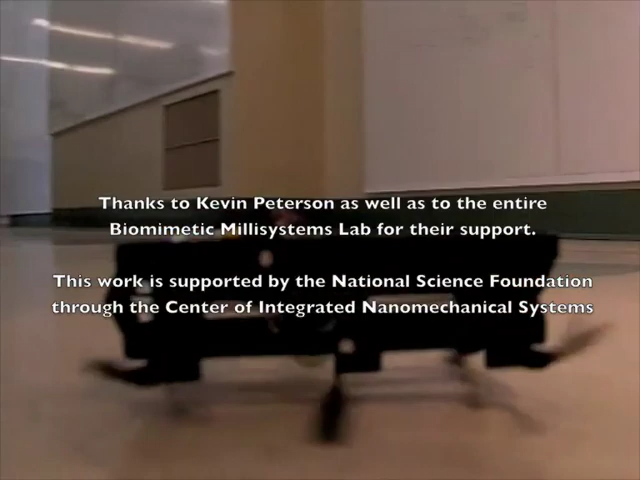 Thanks to Kevin Peterson as well as to the entire
Biomimetic Millisystems Lab for their support.
This work is supported by the National Science Foundation
through the Center of Integrated Nanomechanical Systems